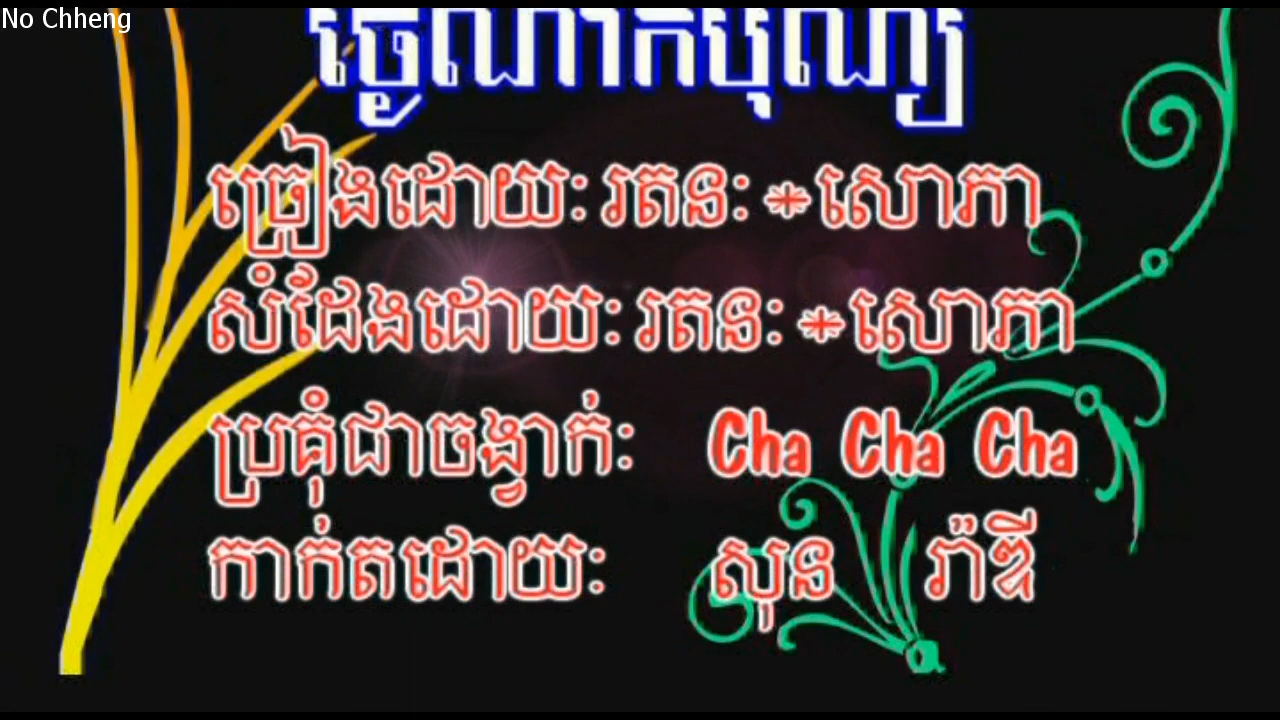 No Chheng
ថ្ងៃណាកបុណ្យ
ច្រៀងដោយៈ រតនៈ * សោភា
សំដែងដោយៈ រតនៈ * សោភា
ប្រគុំជាចង្វាក់ៈ Cha Cha Cha
កាក់តដោយៈ សុន រ៉ាឌី